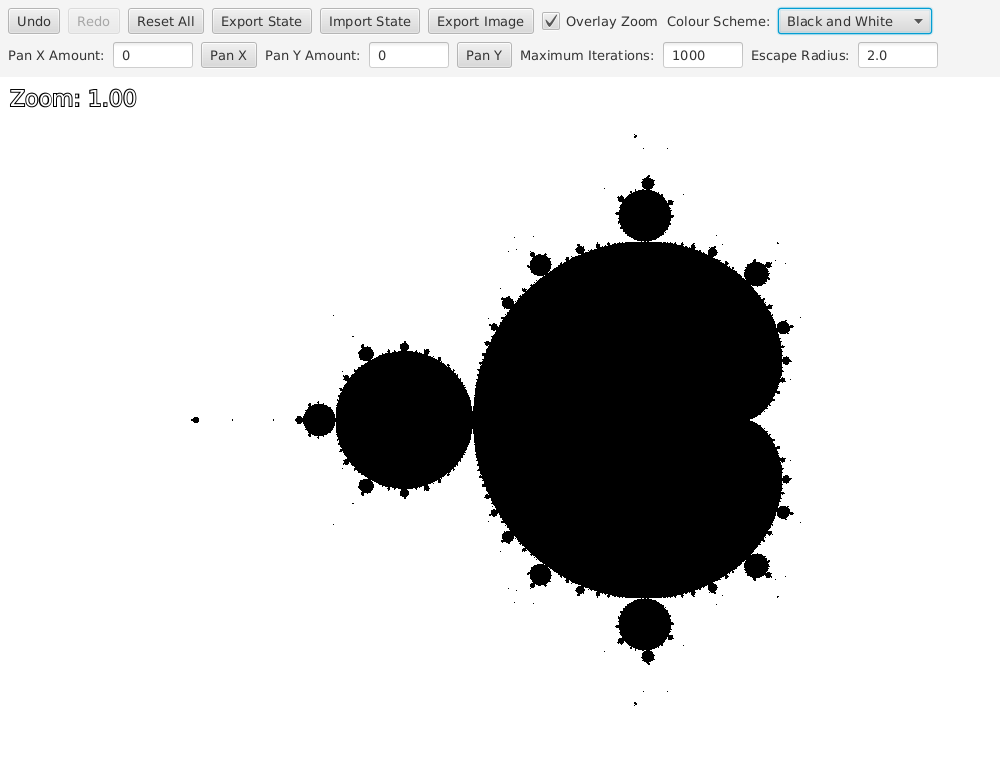 Undo Redo Reset All Export State Import State Export Image Overlay Zoom Colour Scheme: Black and White
Pan X Amount: 0 Pan X Pan Y Amount: 0 Pan Y Maximum Iterations: 1000 Escape Radius: 2.0
Zoom: 1.00